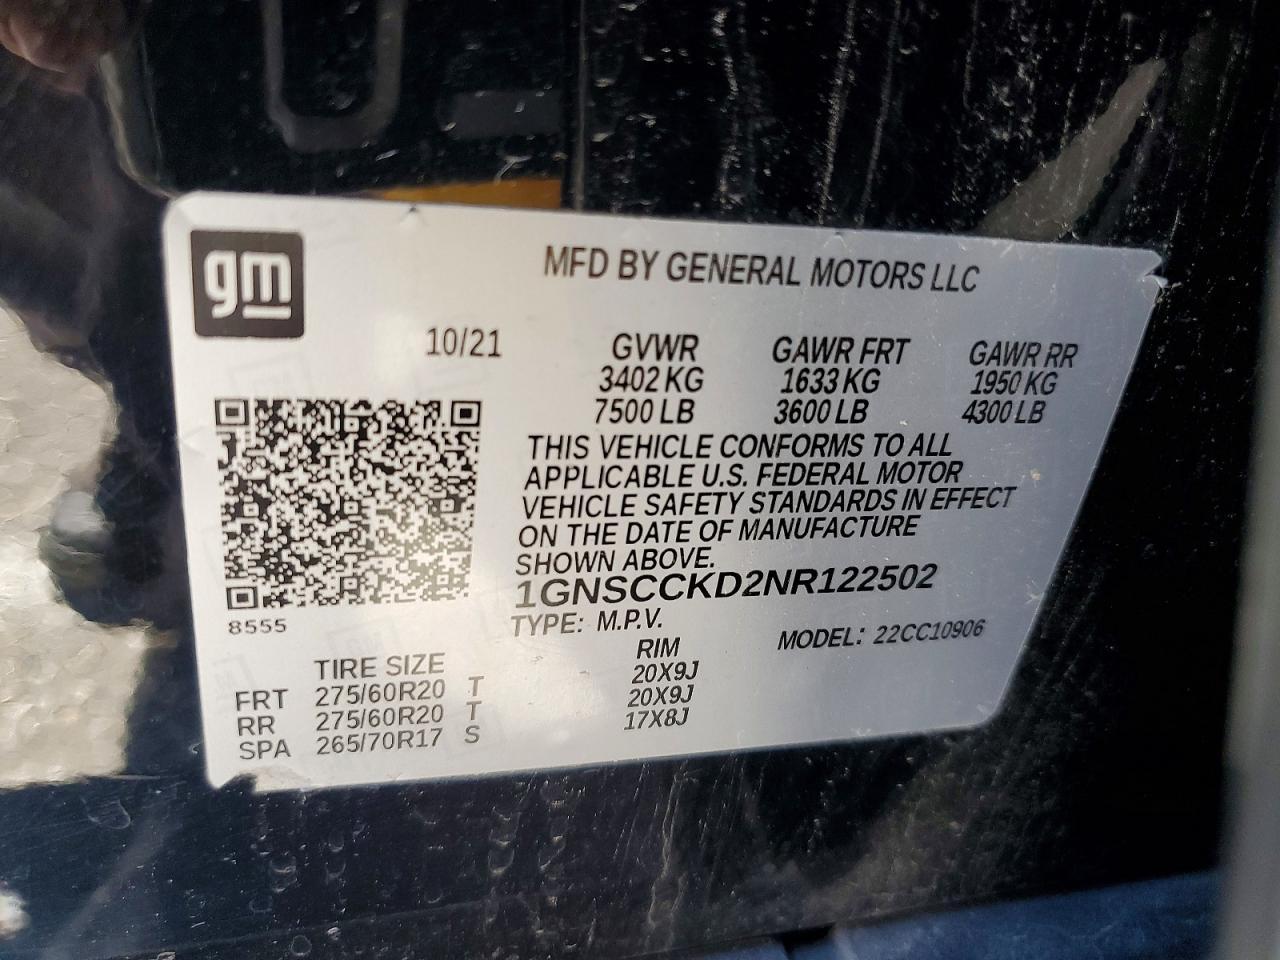 gm
MFD BY GENERAL MOTORS LLC
10/21 GVWR GAWR FRT GAWR RR
3402 KG 1633 KG 1950 KG
7500 LB 3600 LB 4300 LB
THIS VEHICLE CONFORMS TO ALL
APPLICABLE U.S. FEDERAL MOTOR
VEHICLE SAFETY STANDARDS IN EFFECT
ON THE DATE OF MANUFACTURE
SHOWN ABOVE.
1GNSCCKD2NR122502
8555 TYPE: M.P.V. MODEL: 22CC10906
TIRE SIZE RIM
FRT 275/60R20 T 20X9J
RR 275/60R20 T 20X9J
SPA 265/70R17 S 17X8J